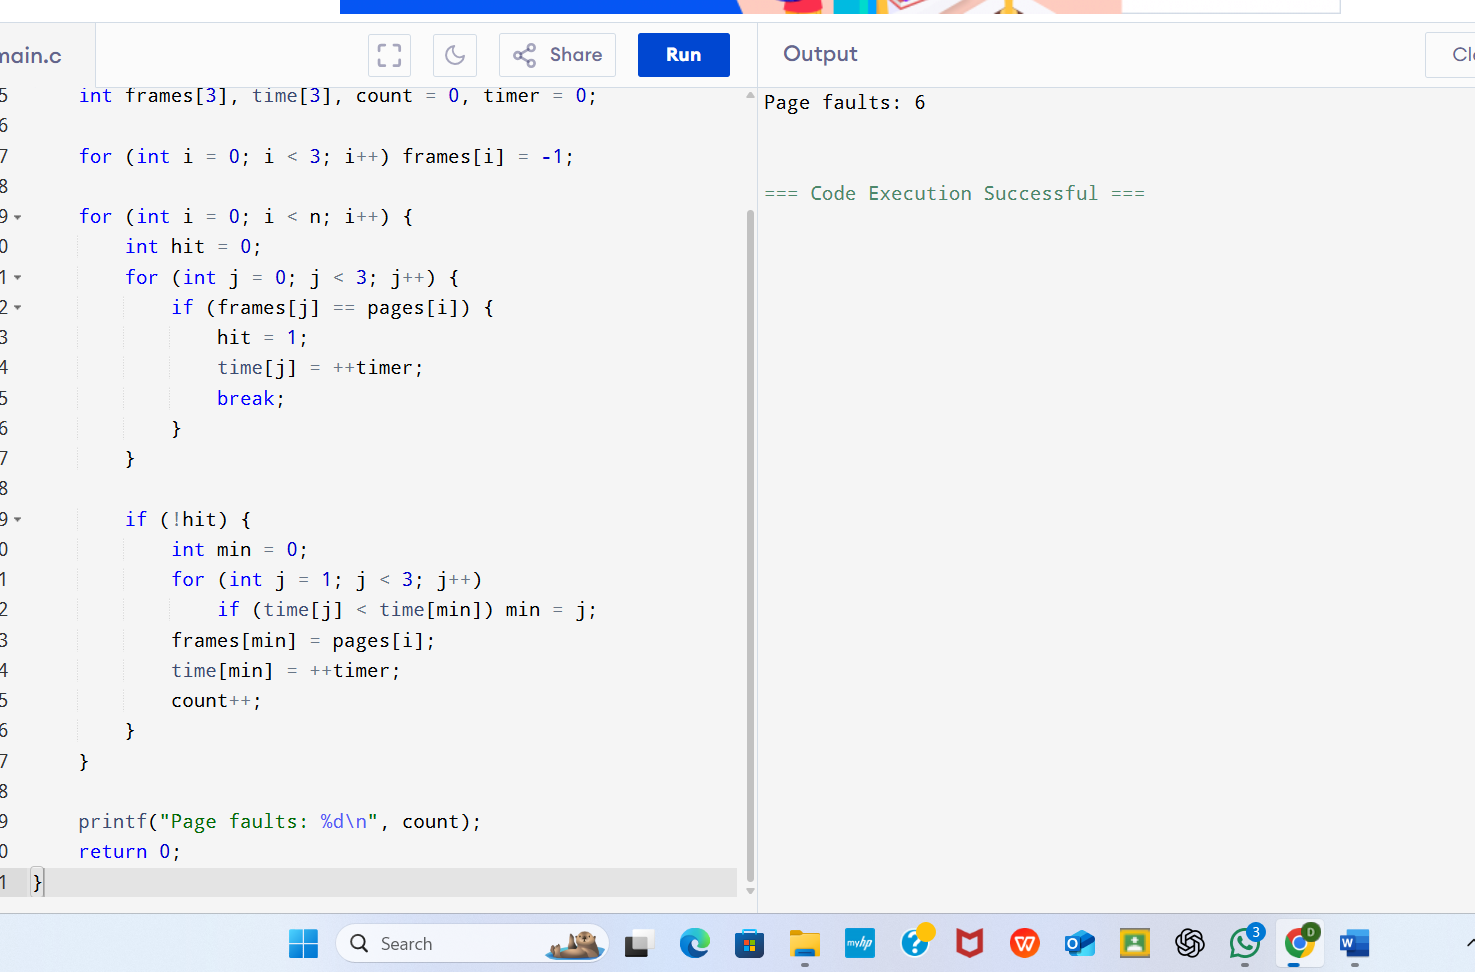 main.c
Share
Run
Output
5 int frames[3], time[3], count = 0, timer = 0;
6
7 for (int i = 0; i < 3; i++) frames[i] = -1;
8
9 for (int i = 0; i < n; i++) {
0 int hit = 0;
1 for (int j = 0; j < 3; j++) {
2 if (frames[j] == pages[i]) {
3 hit = 1;
4 time[j] = ++timer;
5 break;
6 }
7 }
8
9 if (!hit) {
0 int min = 0;
1 for (int j = 1; j < 3; j++)
2 if (time[j] < time[min]) min = j;
3 frames[min] = pages[i];
4 time[min] = ++timer;
5 count++;
6 }
7 }
8
9 printf("Page faults: %d\n", count);
0 return 0;
1 }
Page faults: 6
=== Code Execution Successful ===
Search
myhp
3
D